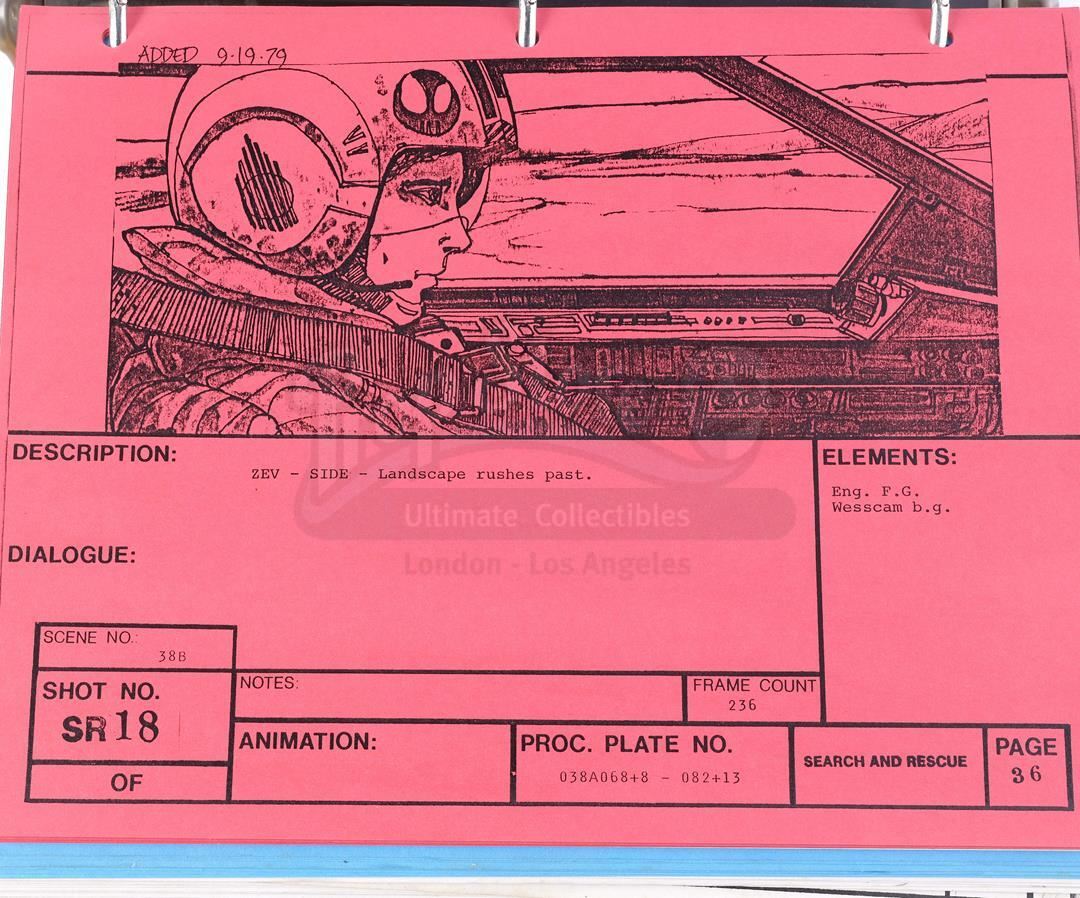 ADDED 9-19-79
DESCRIPTION:
ZEV - SIDE - Landscape rushes past.
ELEMENTS:
Eng. F.G.
Wesscam b.g.
Ultimate Collectibles
London - Los Angeles
DIALOGUE:
SCENE NO.:
38B
SHOT NO.
SR 18
OF
NOTES:
FRAME COUNT
236
ANIMATION:
PROC. PLATE NO.
038A068+8 - 082+13
SEARCH AND RESCUE
PAGE
36